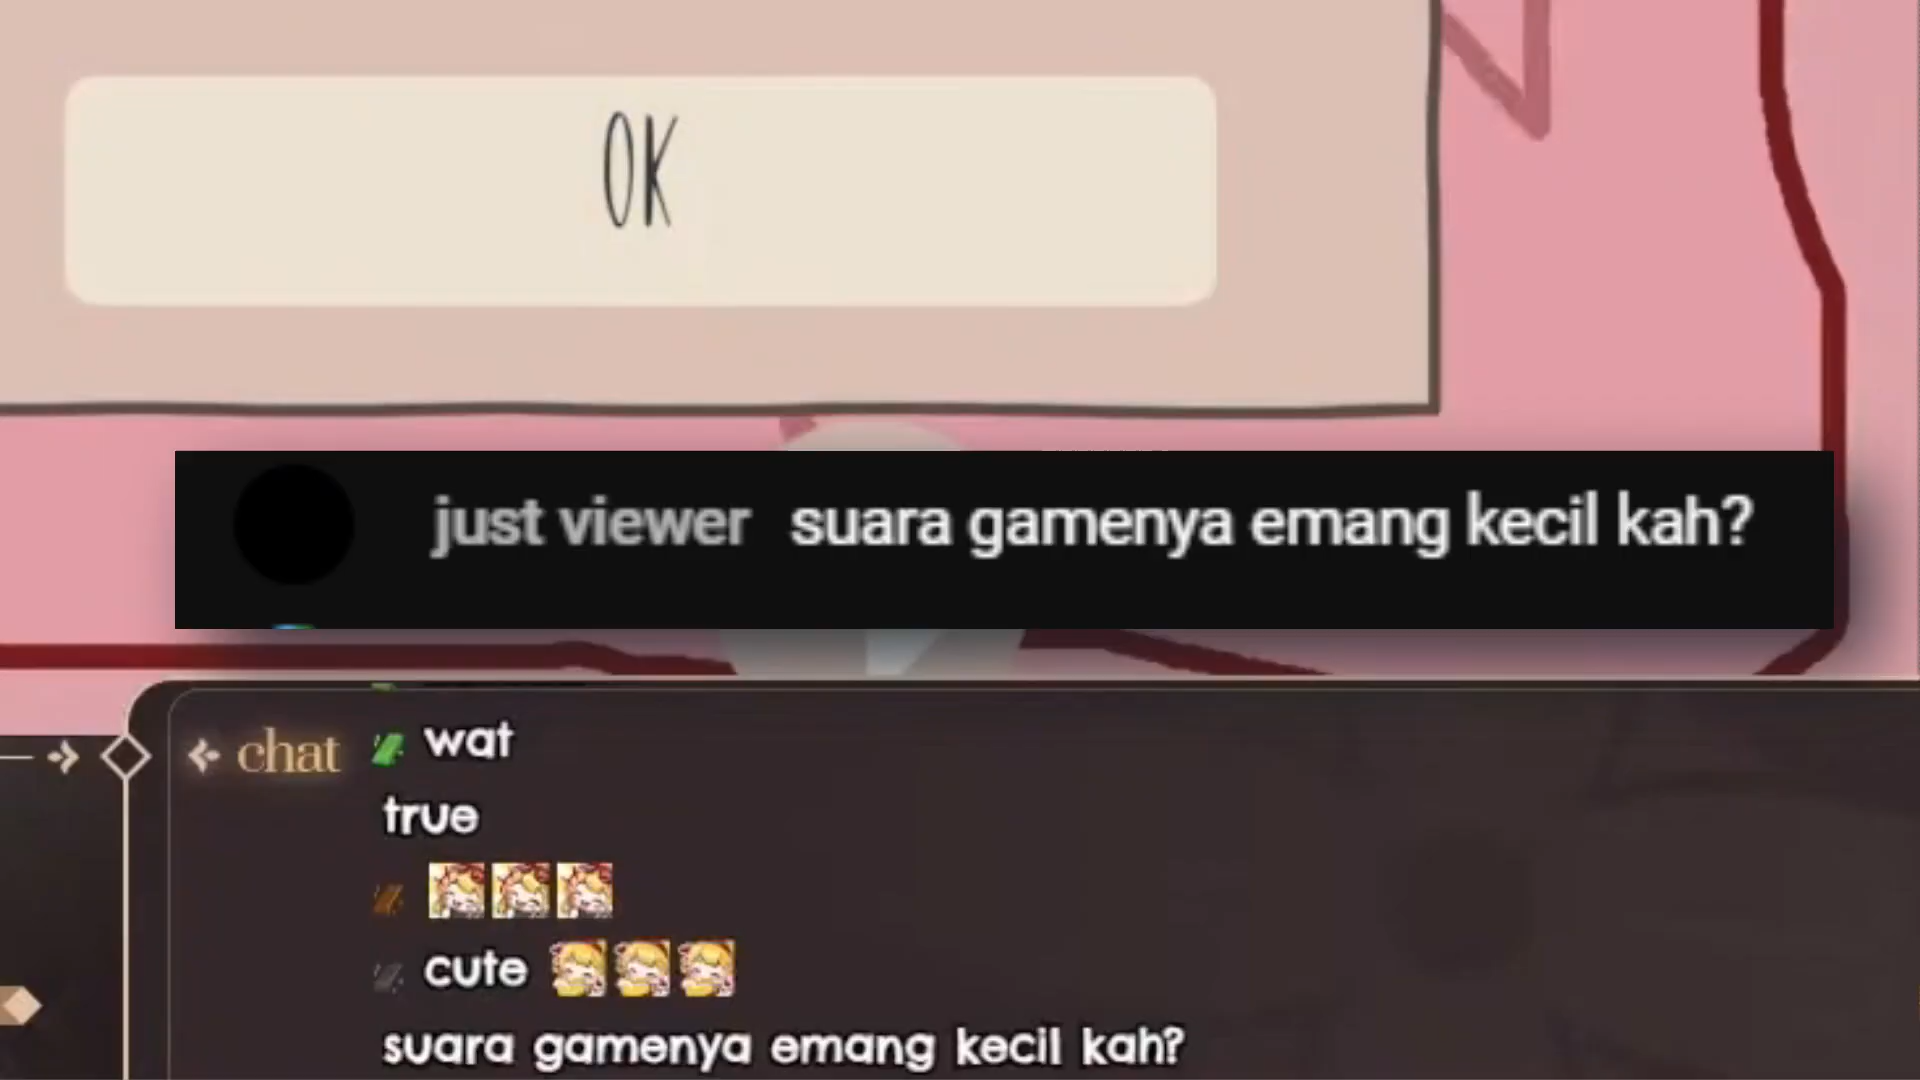 OK
just viewer suara gamenya emang kecil kah?
chat
wat
true
cute
suara gamenya emang kecil kah?